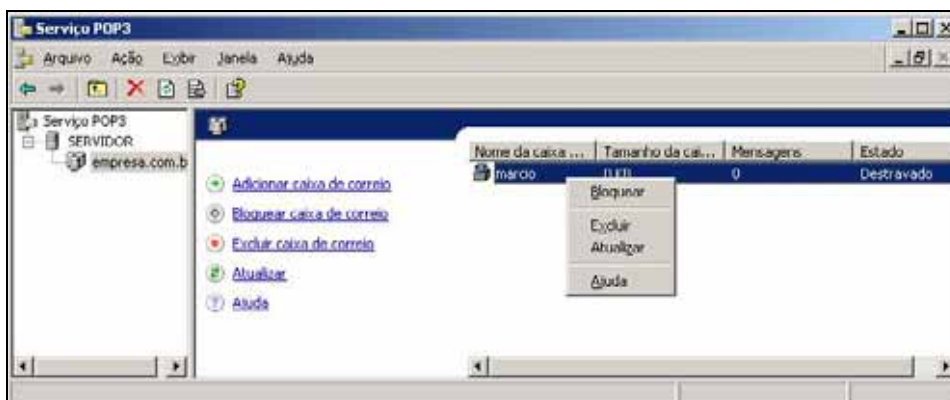 Serviço POP3
Arquivo Ação Exibir Janela Ajuda
Serviço POP3
SERVIDOR
empresa.com.b
Adicionar caixa de correio
Bloquear caixa de correio
Excluir caixa de correio
Atualizar
Ajuda
Nome da caixa ... Tamanho da cai... Mensagens Estado
marcio 0 Destravado
Bloquear
Excluir
Atualizar
Ajuda